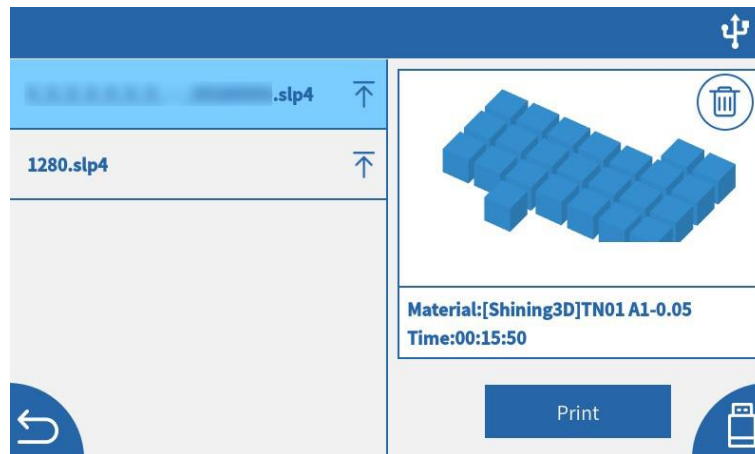 .slp4
1280.slp4
Material:[Shining3D]TN01 A1-0.05
Time:00:15:50
Print